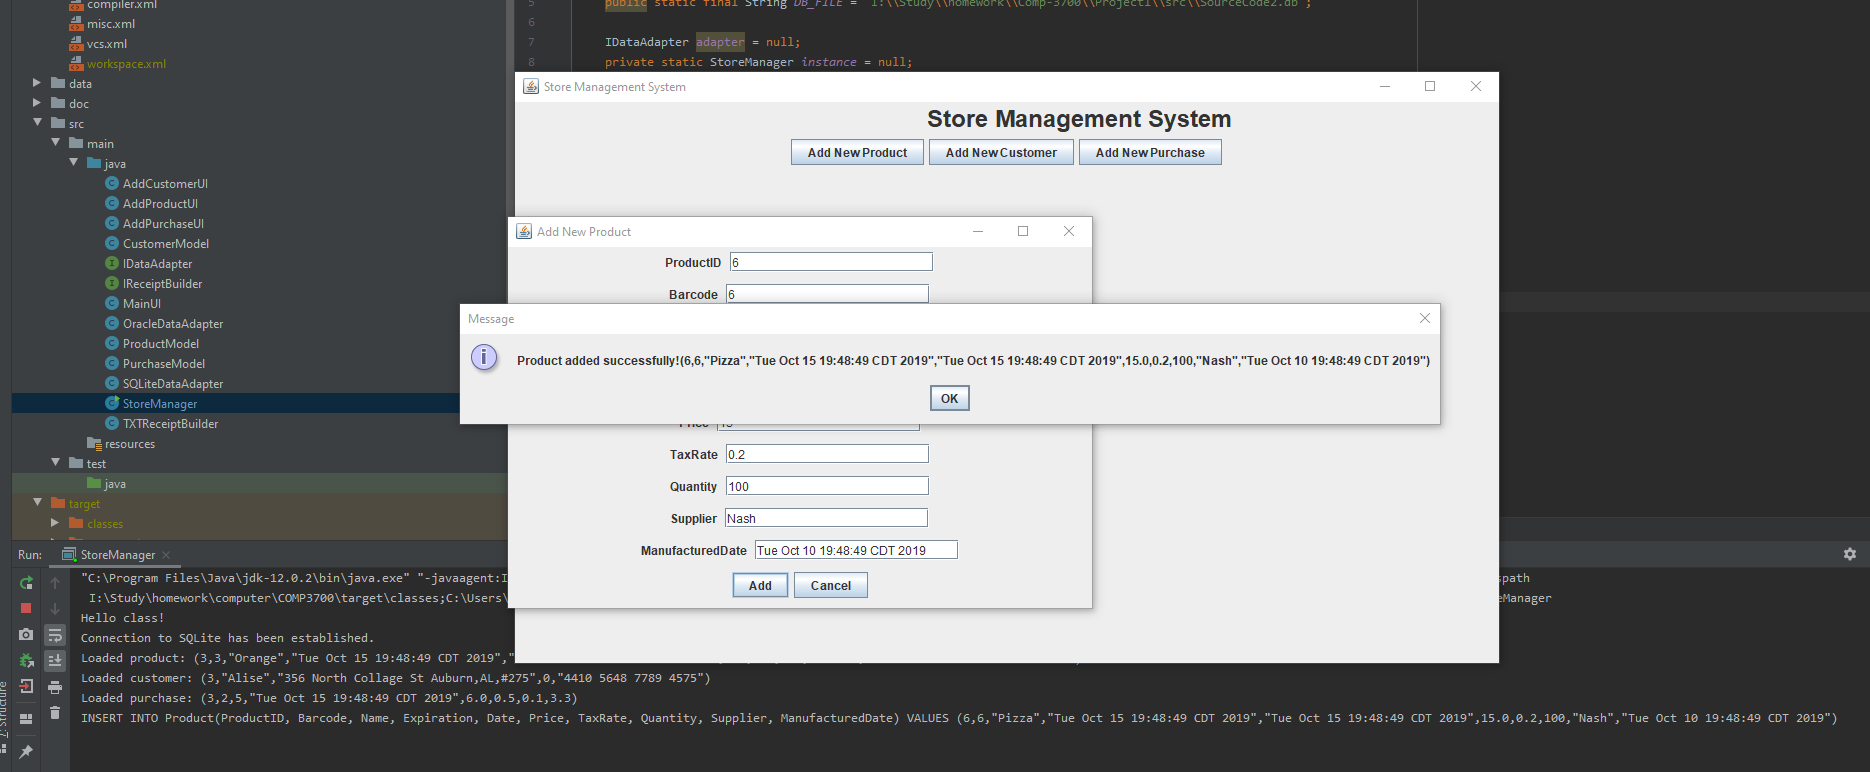 compiler.xml
misc.xml
vcs.xml
workspace.xml
data
doc
src
main
java
AddCustomerUI
AddProductUI
AddPurchaseUI
CustomerModel
IDataAdapter
IReceiptBuilder
MainUI
OracleDataAdapter
ProductModel
PurchaseModel
SQLiteDataAdapter
StoreManager
TXTReceiptBuilder
resources
test
java
target
classes
5 public static final String DB_FILE = "I:\\Study\\homework\\Comp-3700\\Project1\\src\\SourceCode2.db";
6
7 IDataAdapter adapter = null;
8 private static StoreManager instance = null;
Store Management System
Store Management System
Add New Product Add New Customer Add New Purchase
Add New Product
ProductID 6
Barcode 6
Message
Product added successfully!(6,6,"Pizza","Tue Oct 15 19:48:49 CDT 2019","Tue Oct 15 19:48:49 CDT 2019",15.0,0.2,100,"Nash","Tue Oct 10 19:48:49 CDT 2019")
OK
Price 15
TaxRate 0.2
Quantity 100
Supplier Nash
ManufacturedDate Tue Oct 10 19:48:49 CDT 2019
Add Cancel
Run: StoreManager
"C:\Program Files\Java\jdk-12.0.2\bin\java.exe" "-javaagent:I spath
I:\Study\homework\computer\COMP3700\target\classes;C:\Users\ eManager
Hello class!
Connection to SQLite has been established.
Loaded product: (3,3,"Orange","Tue Oct 15 19:48:49 CDT 2019","
Loaded customer: (3,"Alise","356 North Collage St Auburn,AL,#275",0,"4410 5648 7789 4575")
Loaded purchase: (3,2,5,"Tue Oct 15 19:48:49 CDT 2019",6.0,0.5,0.1,3.3)
INSERT INTO Product(ProductID, Barcode, Name, Expiration, Date, Price, TaxRate, Quantity, Supplier, ManufacturedDate) VALUES (6,6,"Pizza","Tue Oct 15 19:48:49 CDT 2019","Tue Oct 15 19:48:49 CDT 2019",15.0,0.2,100,"Nash","Tue Oct 10 19:48:49 CDT 2019")
Z: Structure